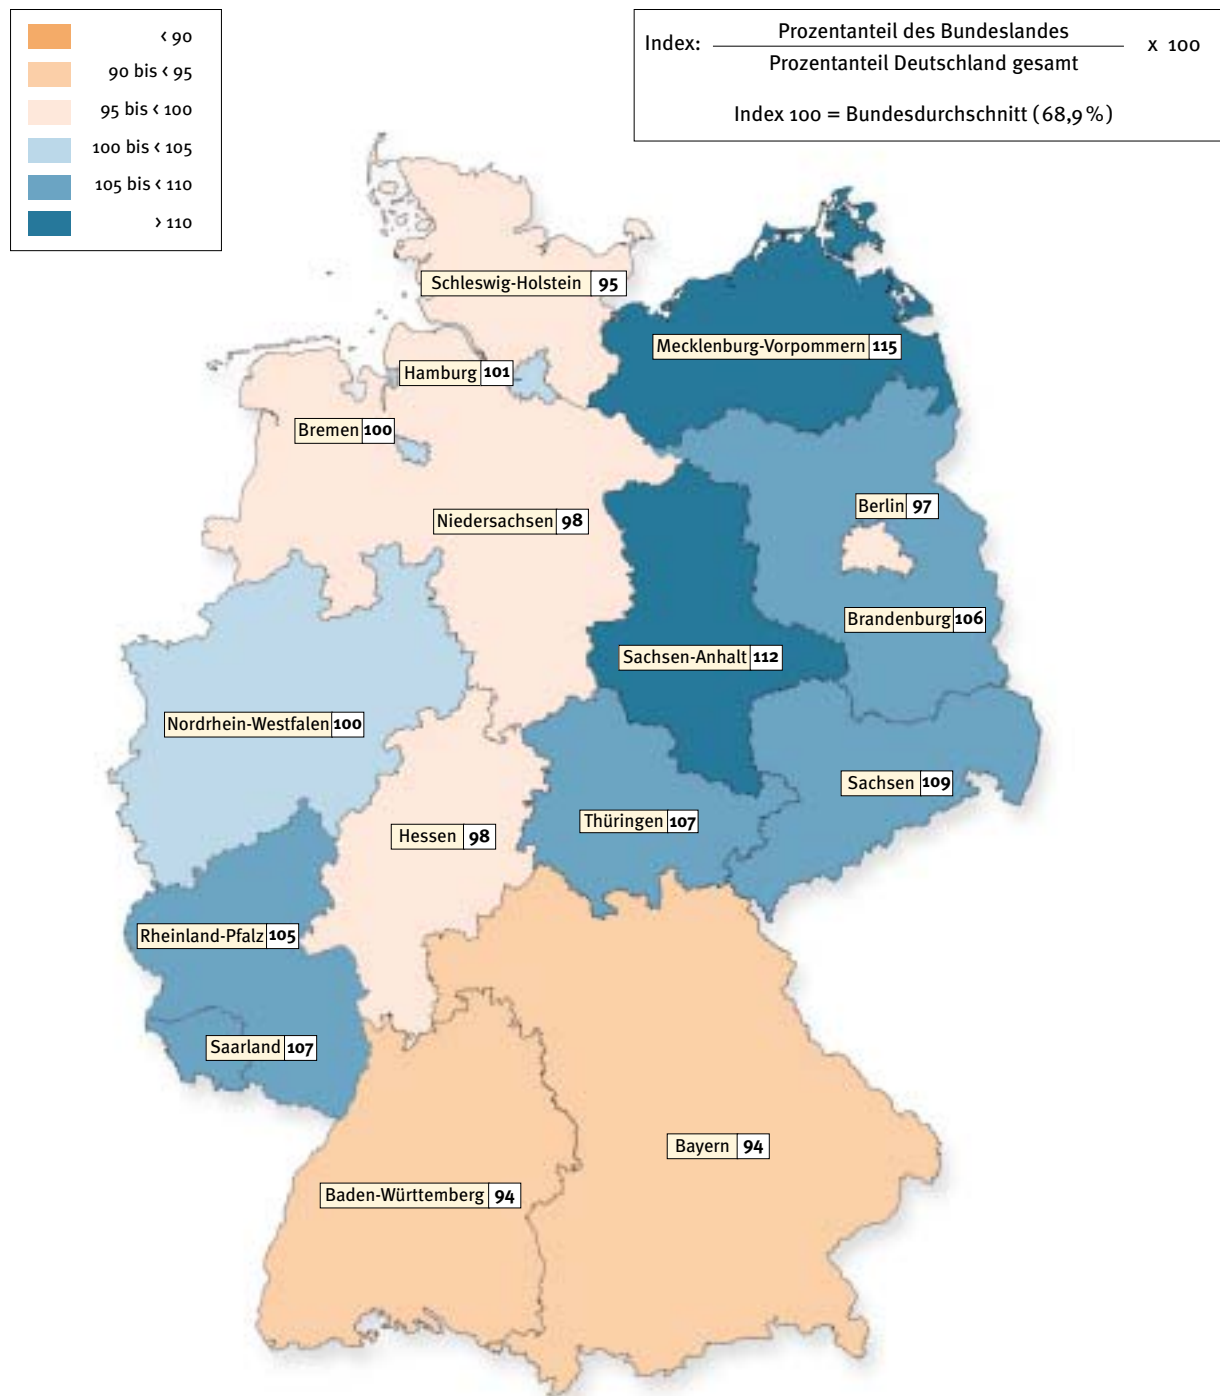 < 90
90 bis < 95
95 bis < 100
100 bis < 105
105 bis < 110
> 110
Index: Prozentanteil des Bundeslandes x 100
Prozentanteil Deutschland gesamt
Index 100 = Bundesdurchschnitt (68,9 %)
Schleswig-Holstein 95
Mecklenburg-Vorpommern 115
Hamburg 101
Bremen 100
Berlin 97
Niedersachsen 98
Brandenburg 106
Sachsen-Anhalt 112
Nordrhein-Westfalen 100
Sachsen 109
Thüringen 107
Hessen 98
Rheinland-Pfalz 105
Saarland 107
Bayern 94
Baden-Württemberg 94